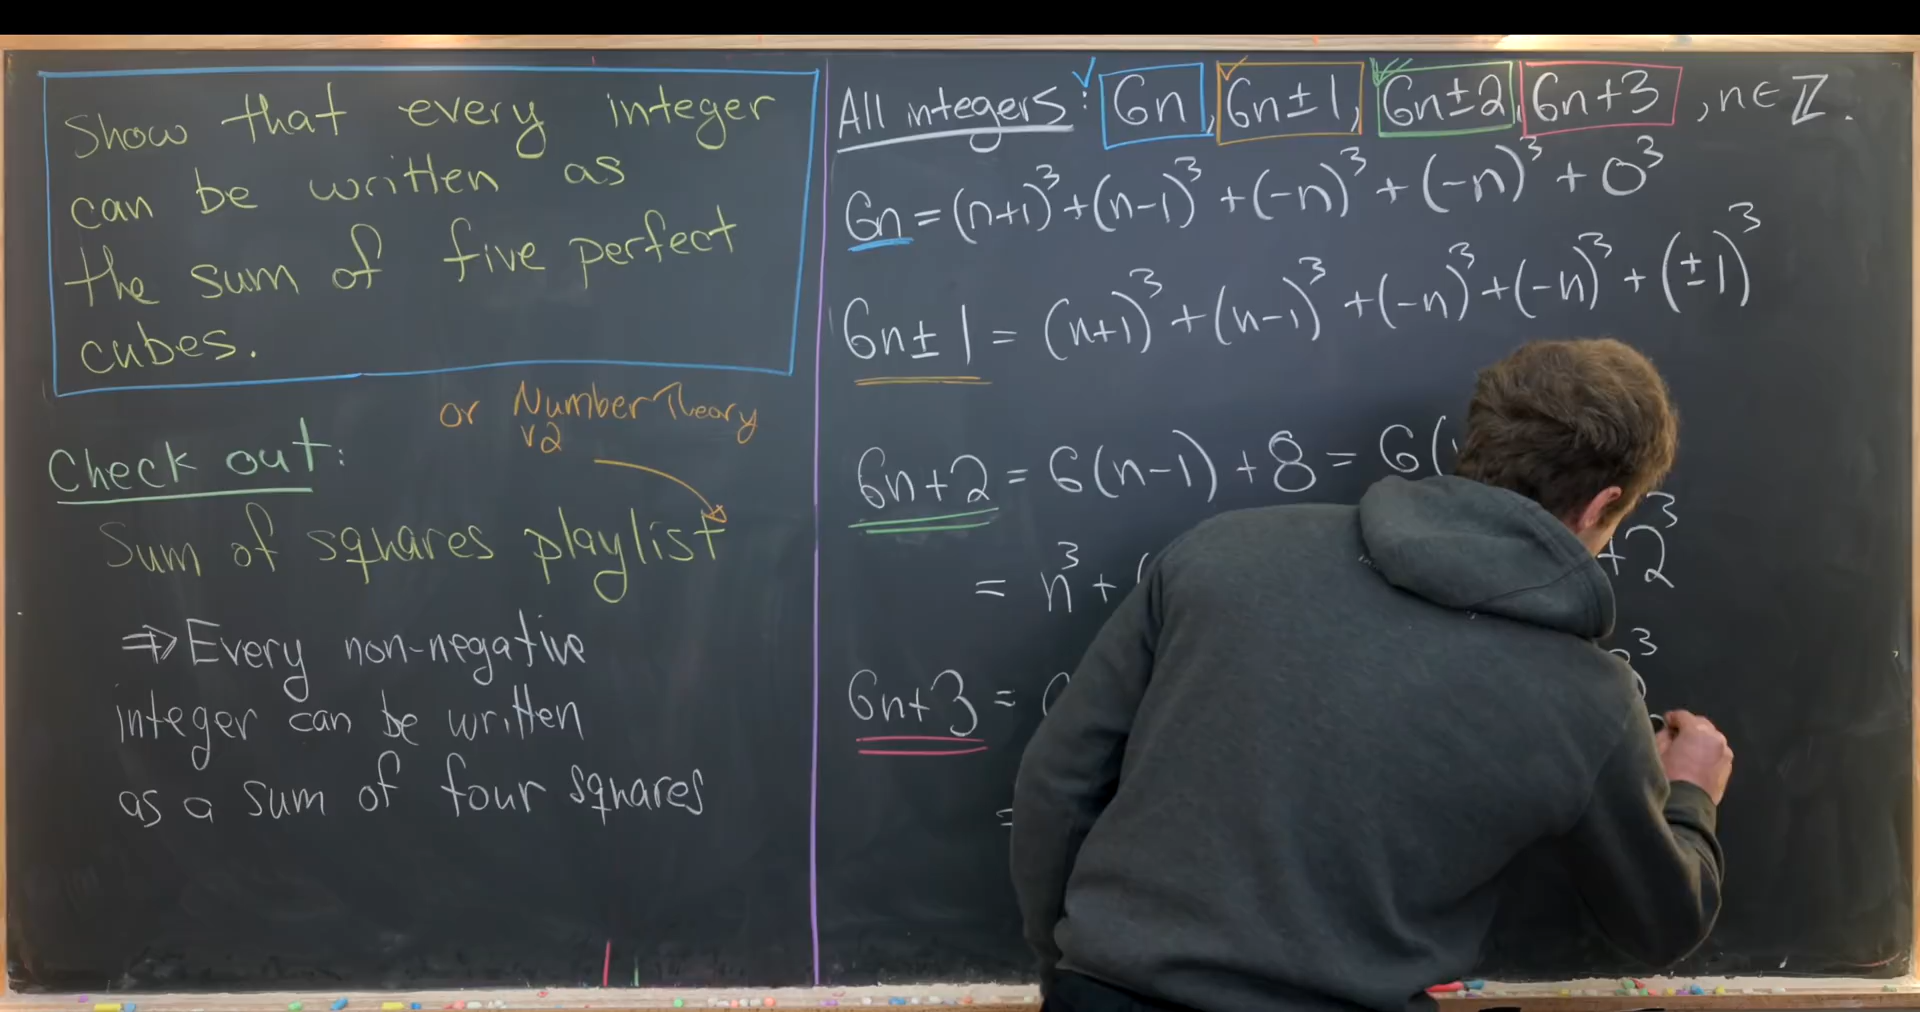 Show that every integer
can be written as
the sum of five perfect
cubes.
or Number Theory
v2
Check out:
Sum of squares playlist
⇒ Every non-negative
integer can be written
as a sum of four squares
All integers: 6n, 6n±1, 6n±2, 6n+3, n∈ℤ.
6n = (n+1)³+(n-1)³+(-n)³+(-n)³+0³
6n±1 = (n+1)³+(n-1)³+(-n)³+(-n)³+(±1)³
6n+2 = 6(n-1)+8 = 6(
= n³+( +2³
6n+3 =
=